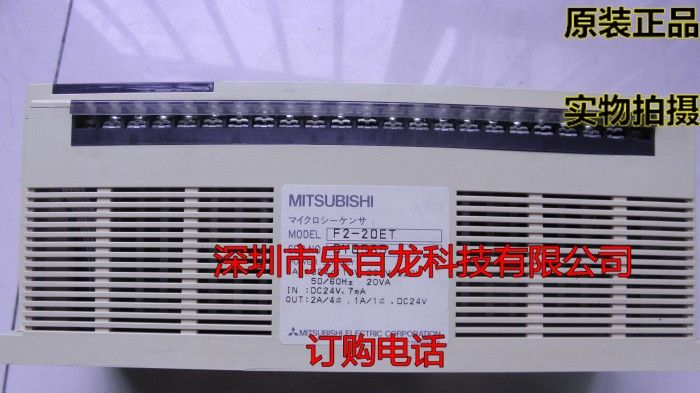 原装正品
实物拍摄
MITSUBISHI
マイクロシーケンサ
MODEL F2-20ET
深圳市乐百龙科技有限公司
50/60Hz 20VA
IN :DC24V.7mA
OUT:2A/4点.1A/1点.DC24V
MITSUBISHI ELECTRIC CORPORATION
订购电话